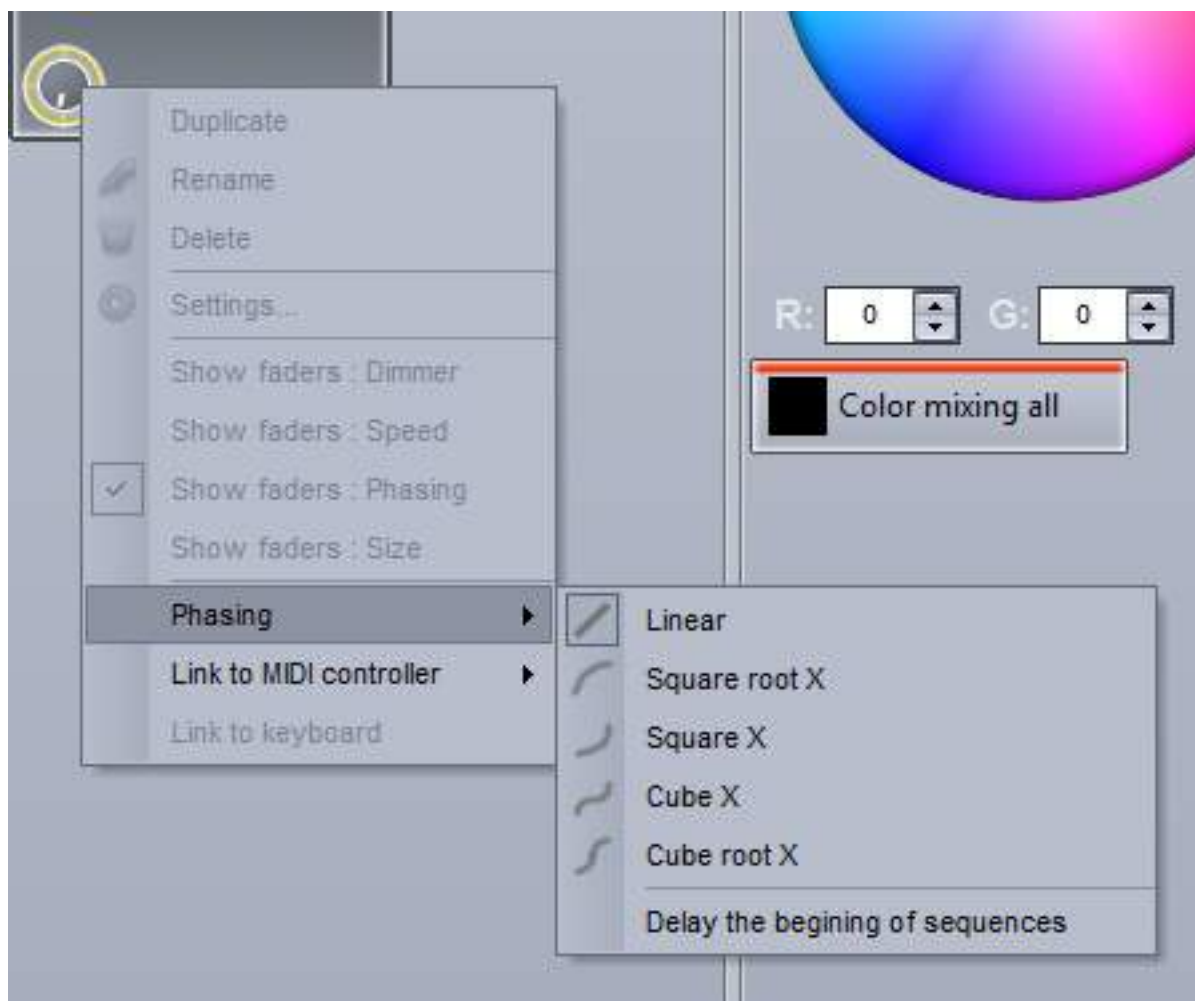 Duplicate
Rename
Delete
Settings...
Show faders : Dimmer
Show faders : Speed
Show faders : Phasing
Show faders : Size
Phasing
Link to MIDI controller
Link to keyboard
Linear
Square root X
Square X
Cube X
Cube root X
Delay the begining of sequences
R: 0 G: 0
Color mixing all